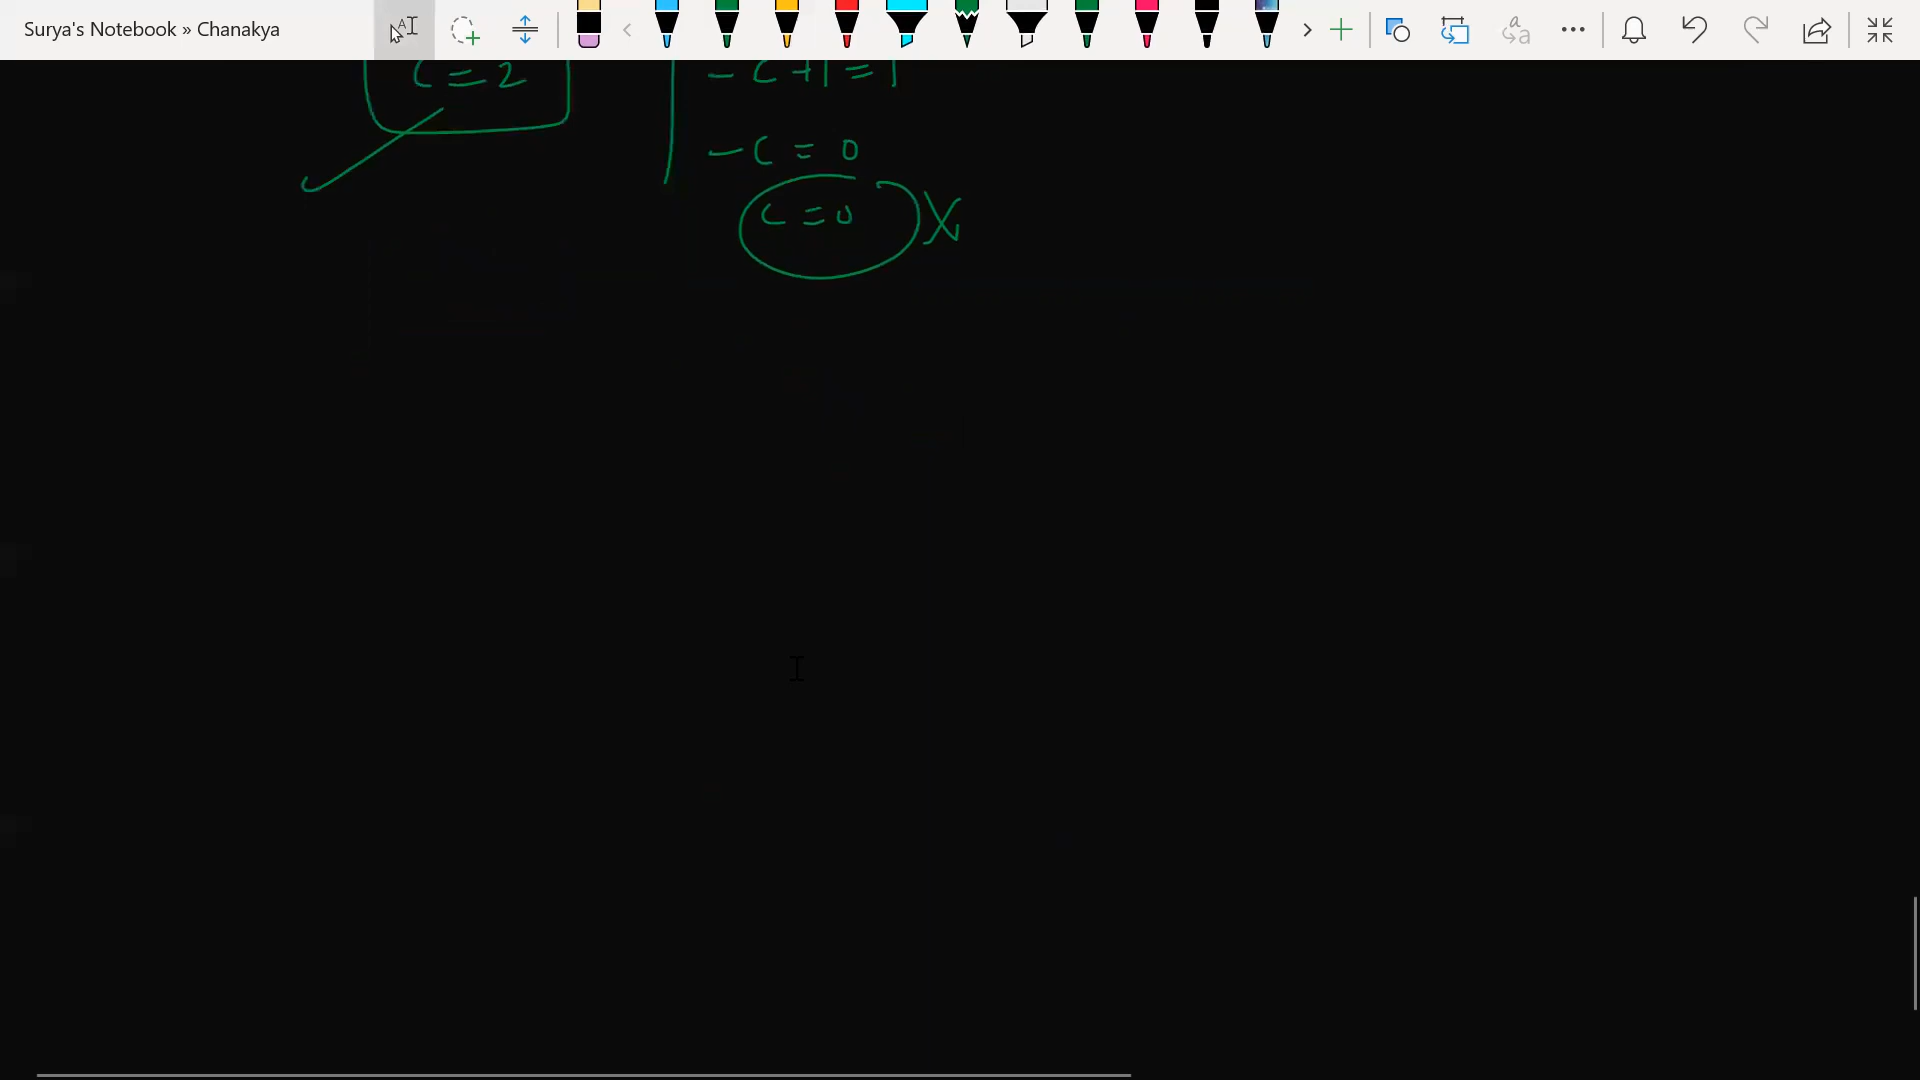 Surya's Notebook » Chanakya
c = 2
- c + 1 = 1
- c = 0
c = 0 X